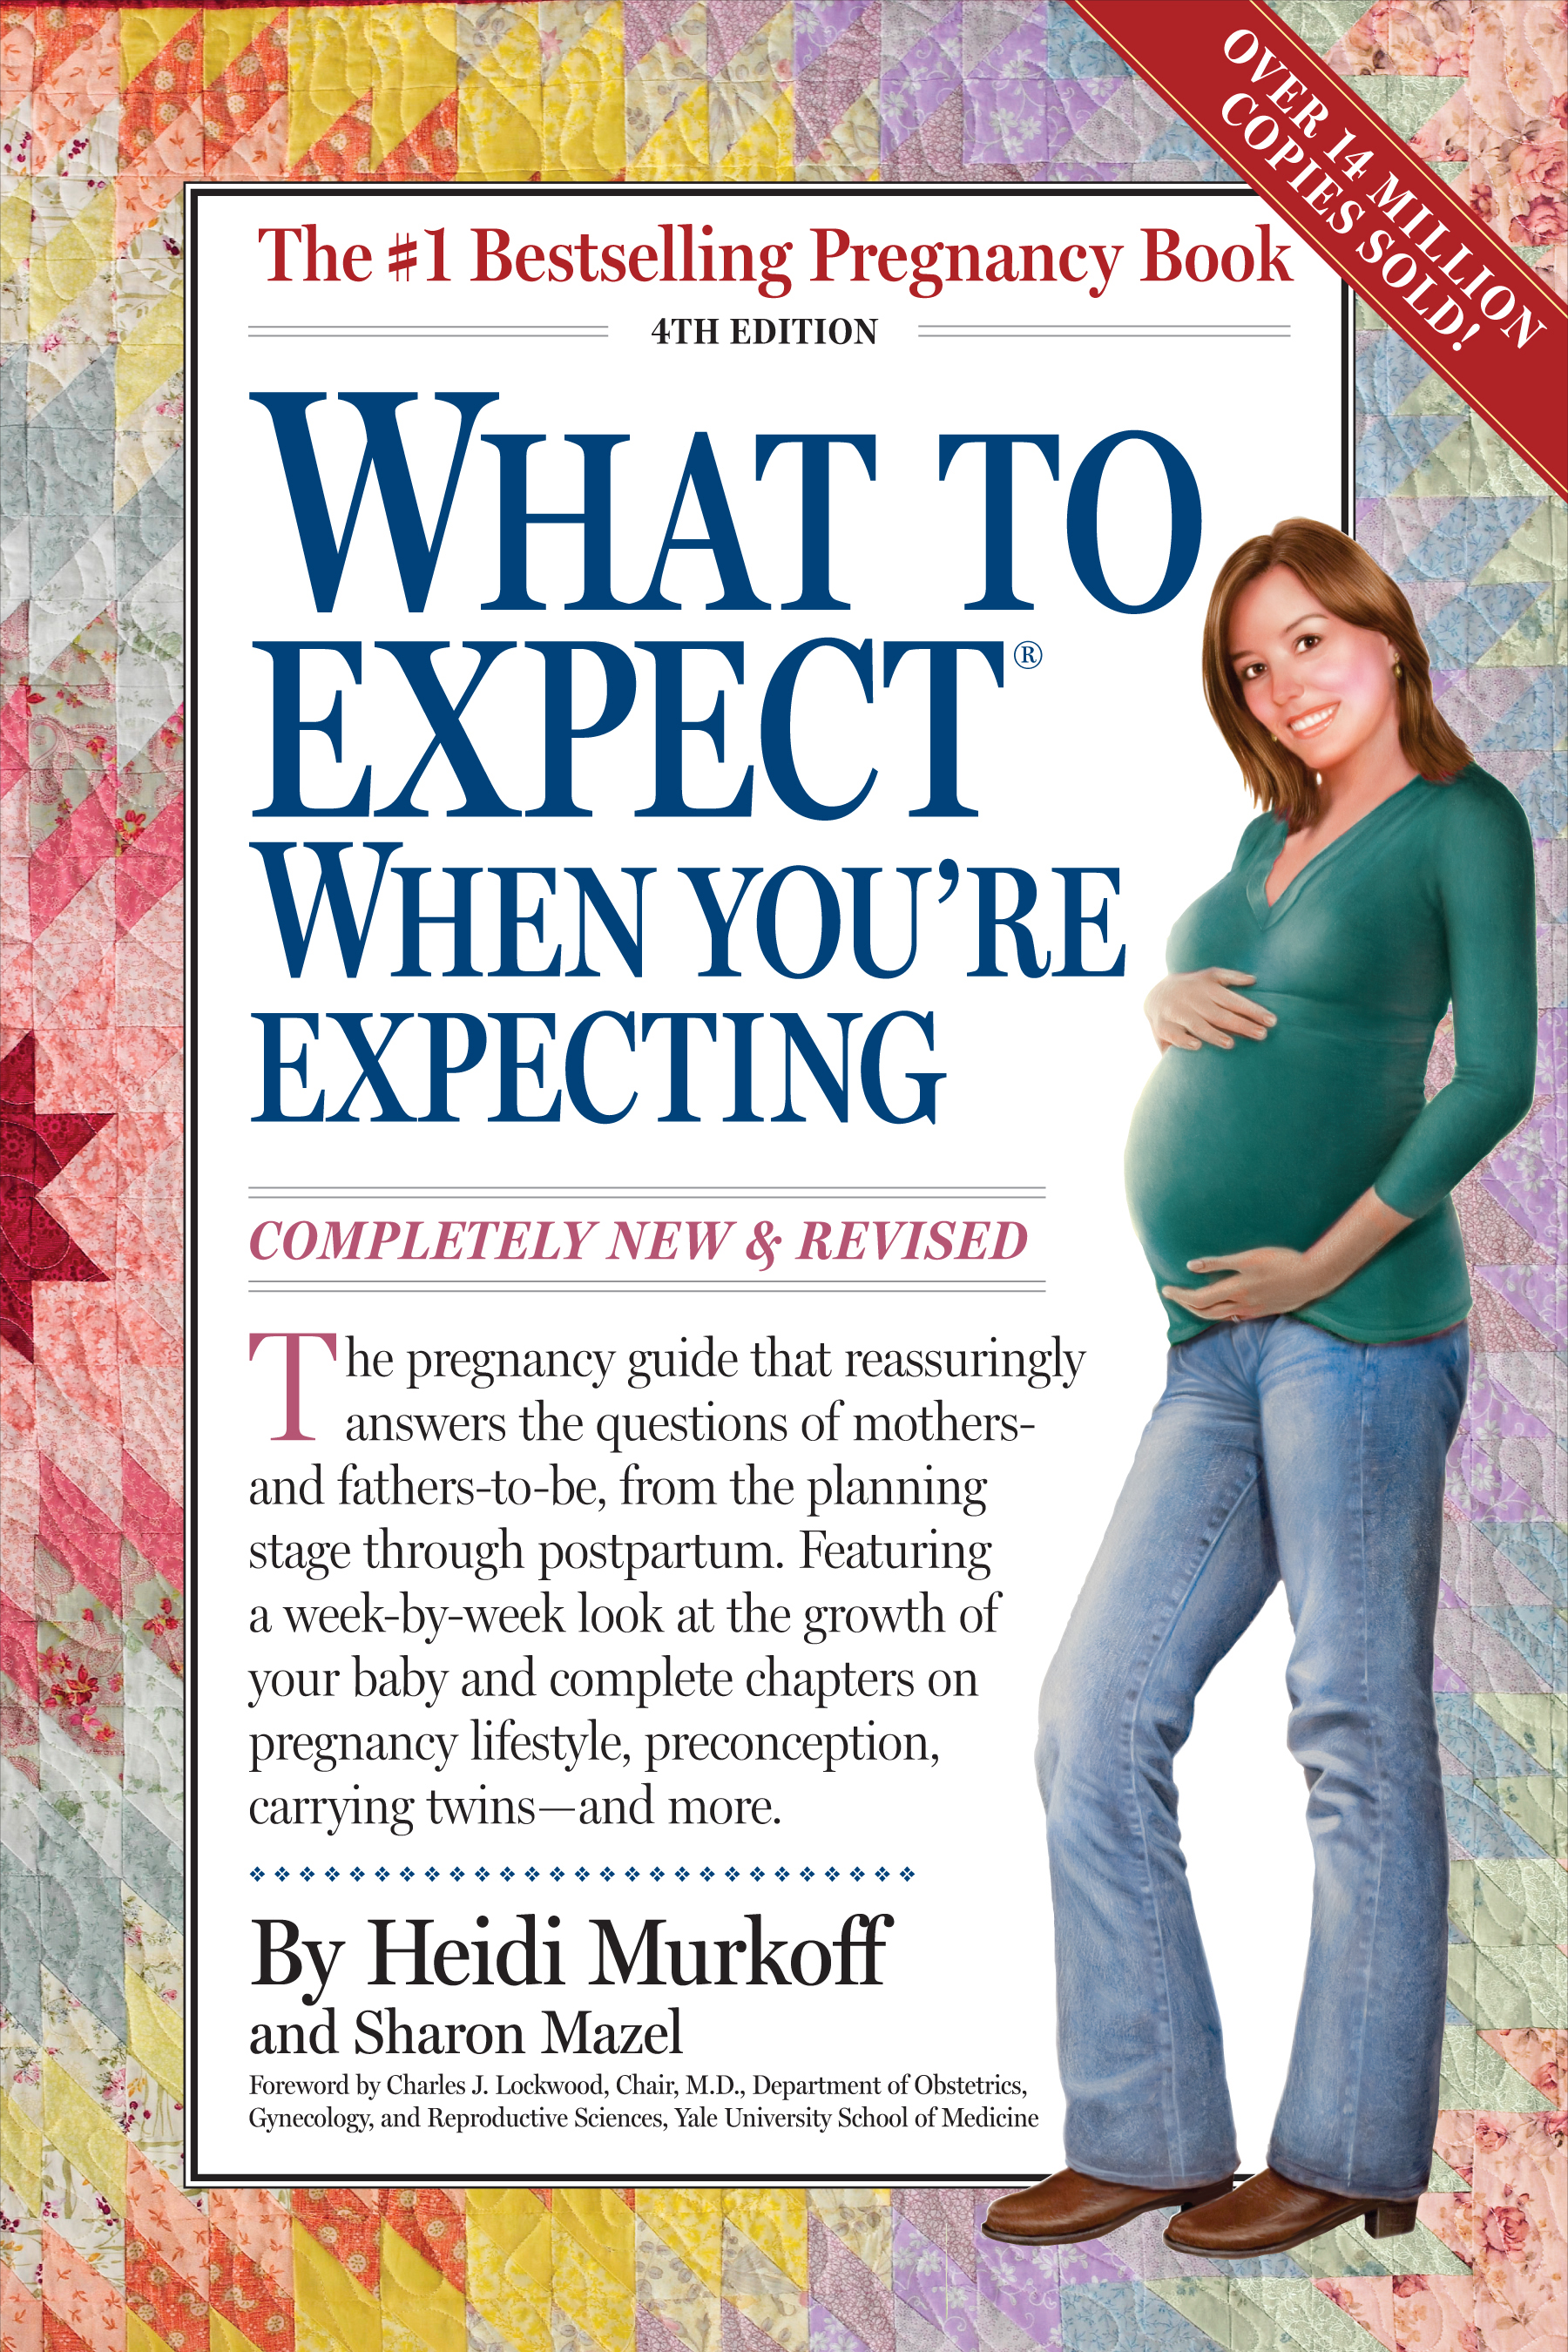 OVER 14 MILLION
COPIES SOLD!
The #1 Bestselling Pregnancy Book
4TH EDITION
WHAT TO
EXPECT®
WHEN YOU'RE
EXPECTING
COMPLETELY NEW & REVISED
The pregnancy guide that reassuringly
answers the questions of mothers-
and fathers-to-be, from the planning
stage through postpartum. Featuring
a week-by-week look at the growth of
your baby and complete chapters on
pregnancy lifestyle, preconception,
carrying twins—and more.
By Heidi Murkoff
and Sharon Mazel
Foreword by Charles J. Lockwood, Chair, M.D., Department of Obstetrics,
Gynecology, and Reproductive Sciences, Yale University School of Medicine